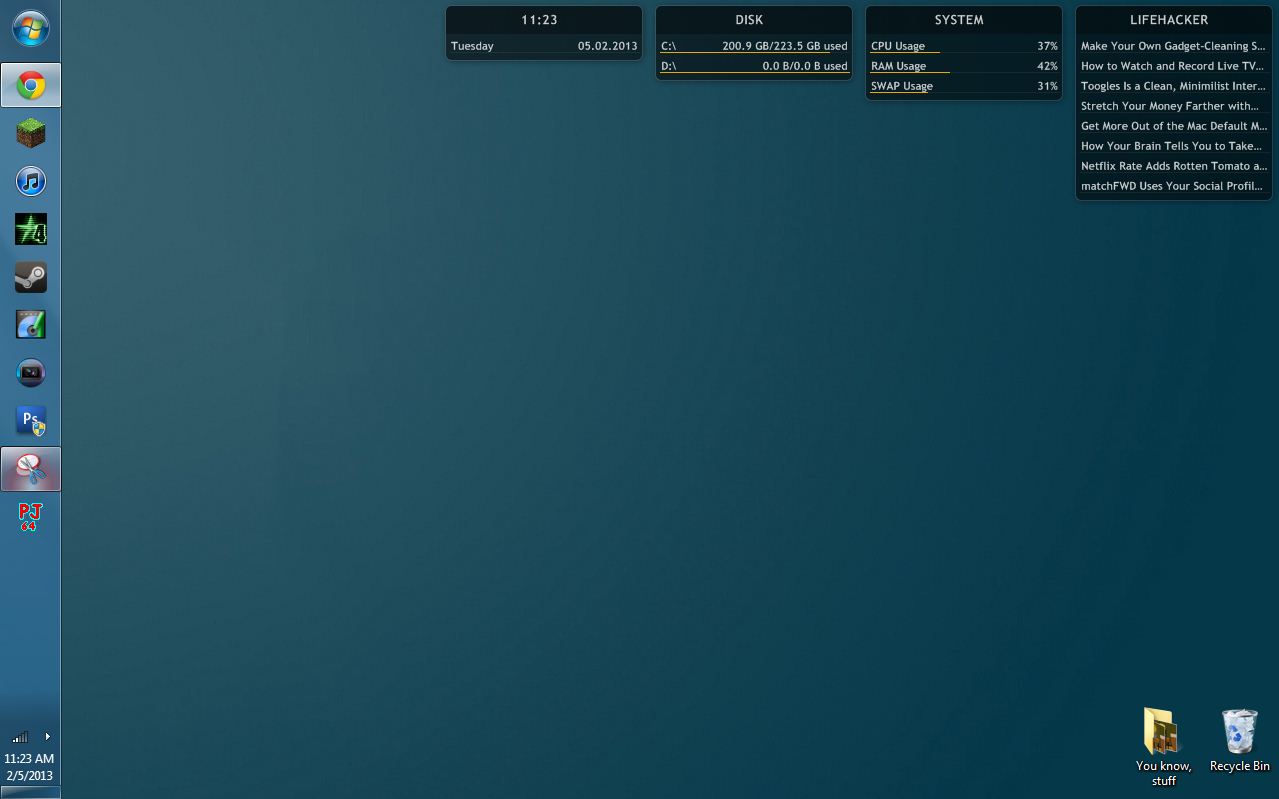 11:23
Tuesday 05.02.2013
DISK
C:\ 200.9 GB/223.5 GB used
D:\ 0.0 B/0.0 B used
SYSTEM
CPU Usage 37%
RAM Usage 42%
SWAP Usage 31%
LIFEHACKER
Make Your Own Gadget-Cleaning S...
How to Watch and Record Live TV...
Toogles Is a Clean, Minimilist Inter...
Stretch Your Money Farther with...
Get More Out of the Mac Default M...
How Your Brain Tells You to Take...
Netflix Rate Adds Rotten Tomato a...
matchFWD Uses Your Social Profil...
4
Ps
PJ
64
11:23 AM
2/5/2013
You know,
stuff
Recycle Bin